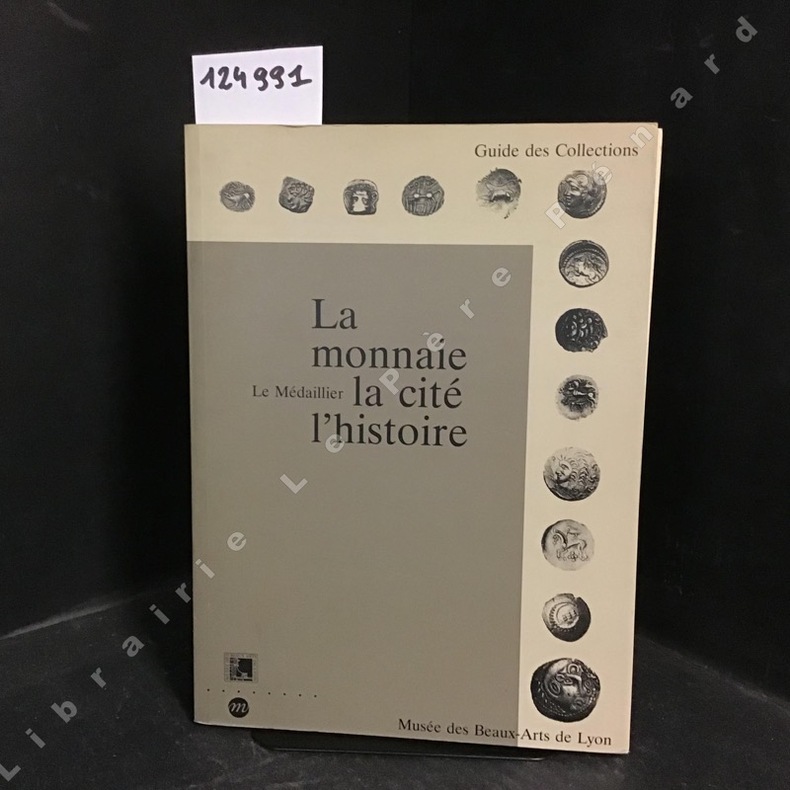 124991
Guide des Collections
La
monnaie
Le Médaillier la cité
l'histoire
m
Musée des Beaux-Arts de Lyon
Librairie Le Père Pénard